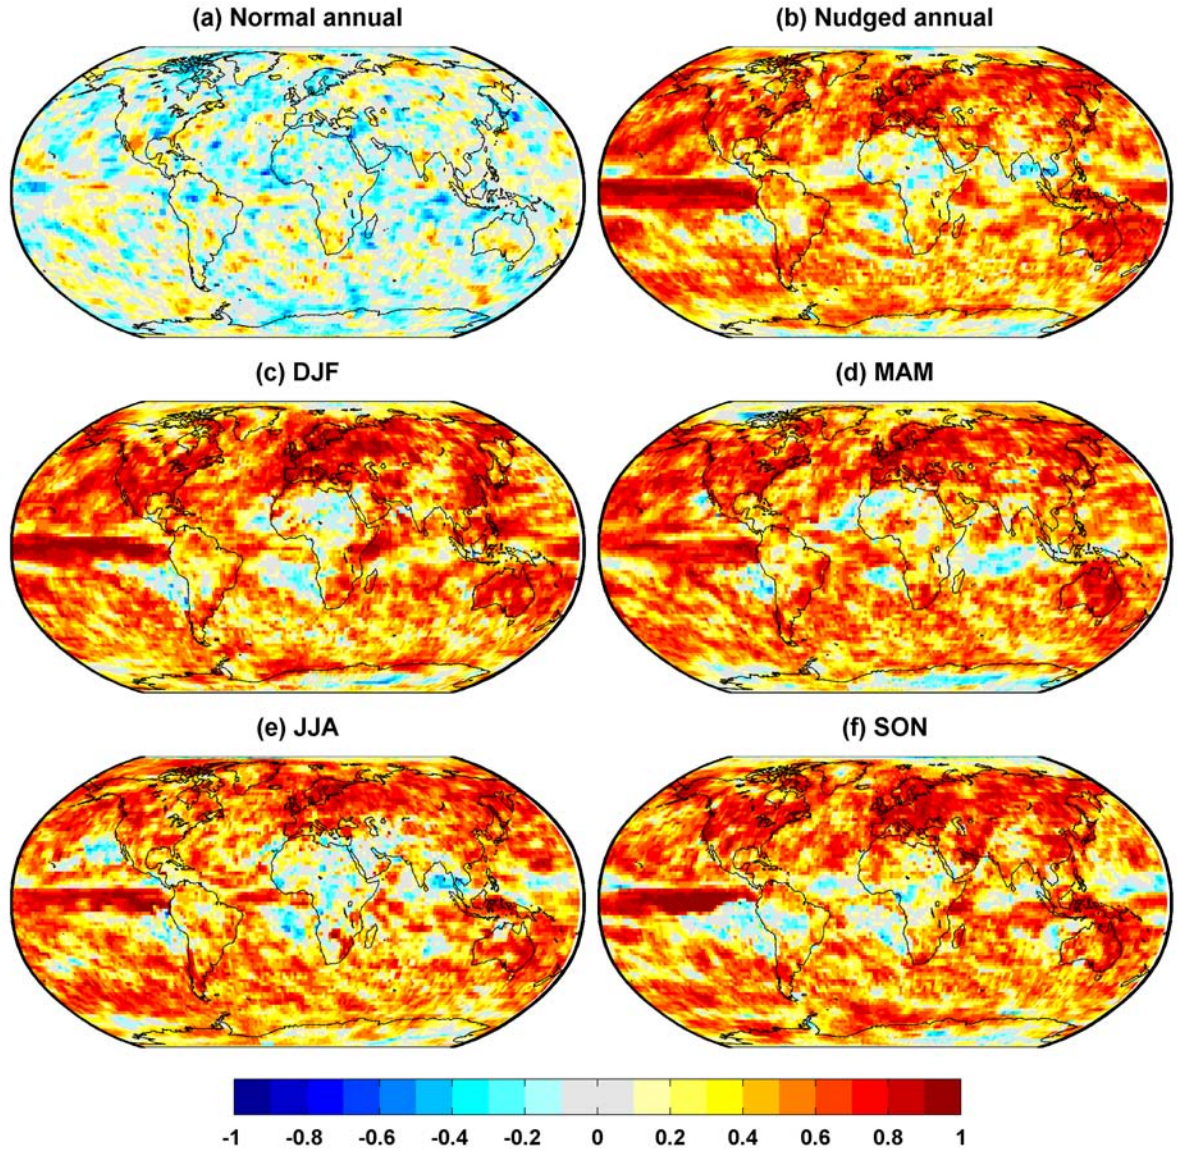 (a) Normal annual
(b) Nudged annual
(c) DJF
(d) MAM
(e) JJA
(f) SON
-1 -0.8 -0.6 -0.4 -0.2 0 0.2 0.4 0.6 0.8 1